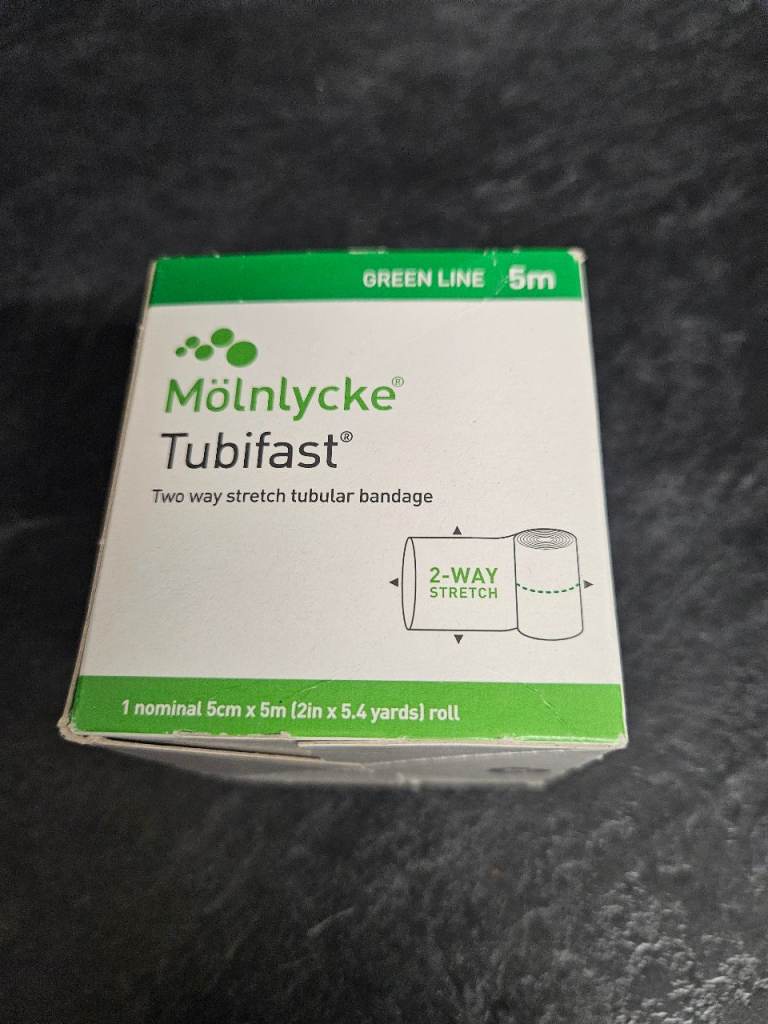 GREEN LINE 5m
Mölnlycke®
Tubifast®
Two way stretch tubular bandage
2-WAY
STRETCH
1 nominal 5cm x 5m (2in x 5.4 yards) roll